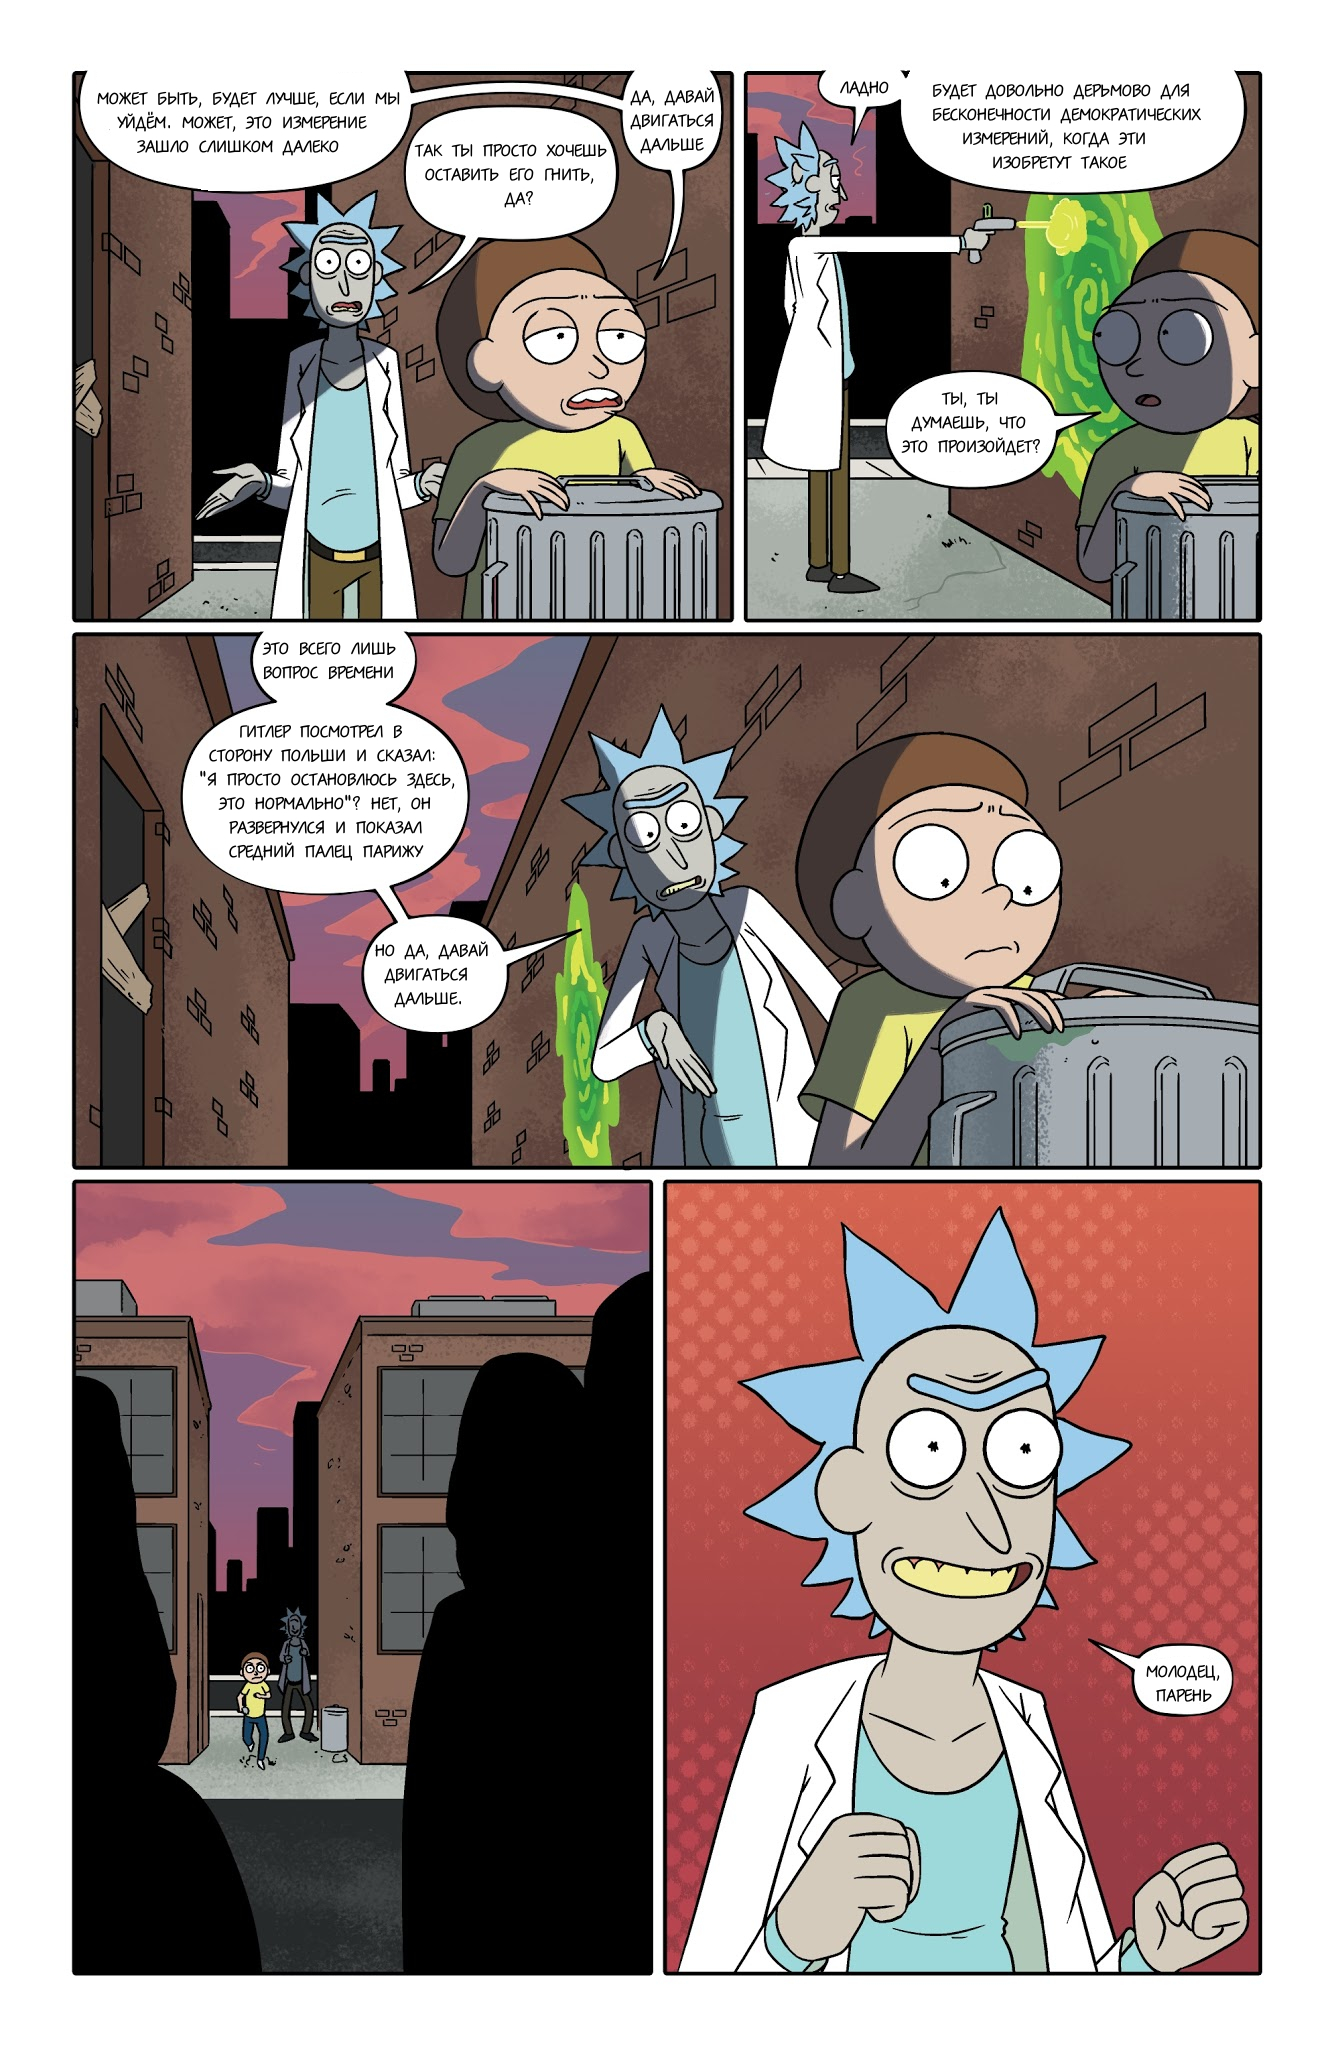 МОЖЕТ БЫТЬ, БУДЕТ ЛУЧШЕ, ЕСЛИ МЫ
УЙДЁМ. МОЖЕТ, ЭТО ИЗМЕРЕНИЕ
ЗАШЛО СЛИШКОМ ДАЛЕКО
ТАК ТЫ ПРОСТО ХОЧЕШЬ
ОСТАВИТЬ ЕГО ГНИТЬ,
ДА?
ДА, ДАВАЙ
ДВИГАТЬСЯ
ДАЛЬШЕ
ЛАДНО
БУДЕТ ДОВОЛЬНО ДЕРЬМОВО ДЛЯ
БЕСКОНЕЧНОСТИ ДЕМОКРАТИЧЕСКИХ
ИЗМЕРЕНИЙ, КОГДА ЭТИ
ИЗОБРЕТУТ ТАКОЕ
ТЫ, ТЫ
ДУМАЕШЬ, ЧТО
ЭТО ПРОИЗОЙДЕТ?
ЭТО ВСЕГО ЛИШЬ
ВОПРОС ВРЕМЕНИ
ГИТЛЕР ПОСМОТРЕЛ В
СТОРОНУ ПОЛЬШИ И СКАЗАЛ:
"Я ПРОСТО ОСТАНОВЛЮСЬ ЗДЕСЬ,
ЭТО НОРМАЛЬНО"? НЕТ, ОН
РАЗВЕРНУЛСЯ И ПОКАЗАЛ
СРЕДНИЙ ПАЛЕЦ ПАРИЖУ
НО ДА, ДАВАЙ
ДВИГАТЬСЯ
ДАЛЬШЕ.
МОЛОДЕЦ,
ПАРЕНЬ